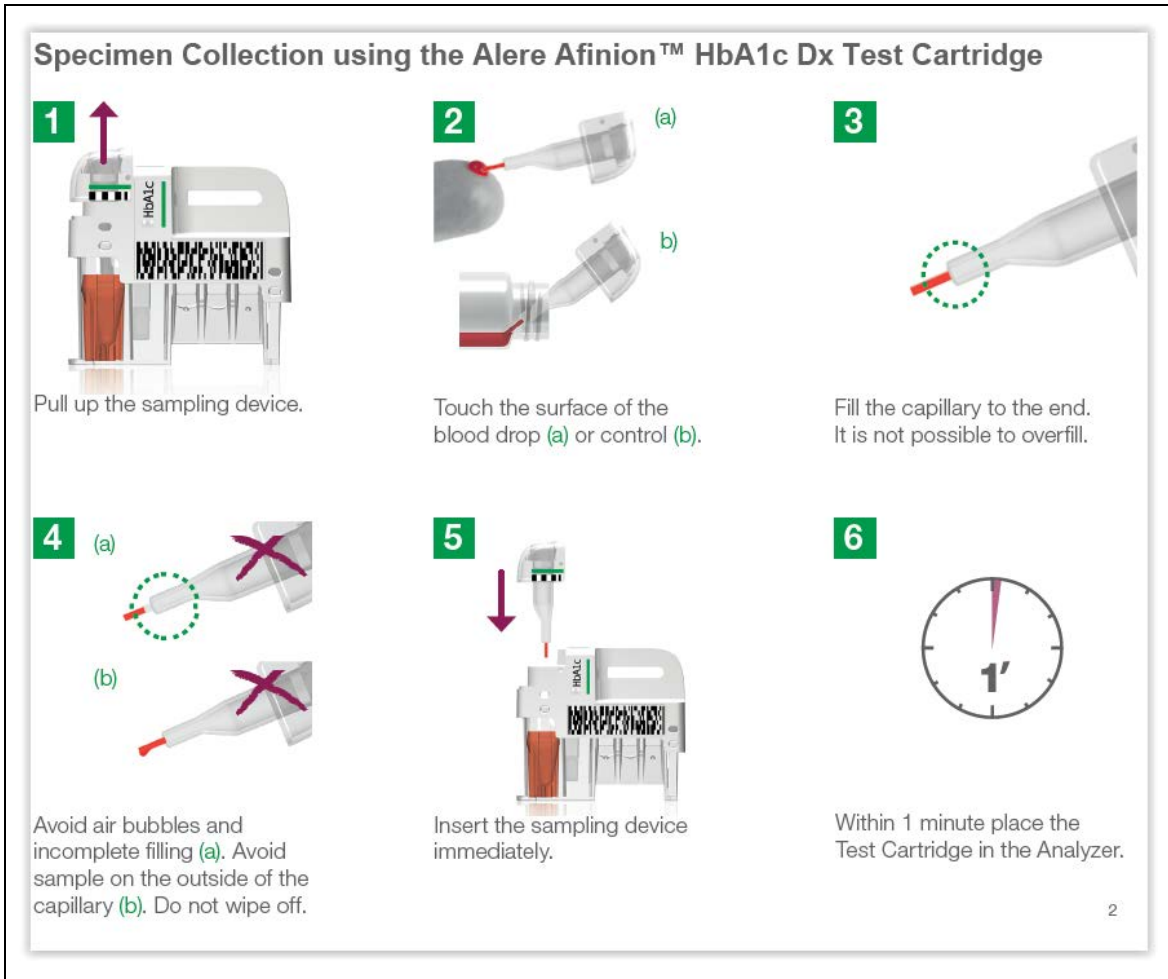 Specimen Collection using the Alere Afinion™ HbA1c Dx Test Cartridge
1
HbA1c
Pull up the sampling device.
2
(a)
b)
Touch the surface of the
blood drop (a) or control (b).
3
Fill the capillary to the end.
It is not possible to overfill.
4
(a)
(b)
Avoid air bubbles and
incomplete filling (a). Avoid
sample on the outside of the
capillary (b). Do not wipe off.
5
HbA1c
Insert the sampling device
immediately.
6
1′
Within 1 minute place the
Test Cartridge in the Analyzer.
2